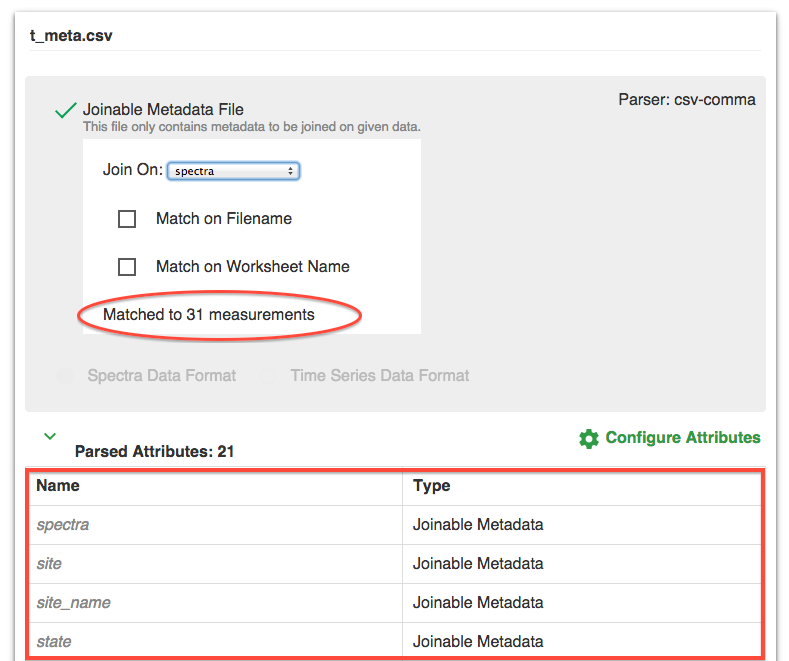 t_meta.csv
Joinable Metadata File
Parser: csv-comma
This file only contains metadata to be joined on given data.
Join On: spectra
Match on Filename
Match on Worksheet Name
Matched to 31 measurements
Spectra Data Format Time Series Data Format
Configure Attributes
Parsed Attributes: 21
Name Type
spectra Joinable Metadata
site Joinable Metadata
site_name Joinable Metadata
state Joinable Metadata